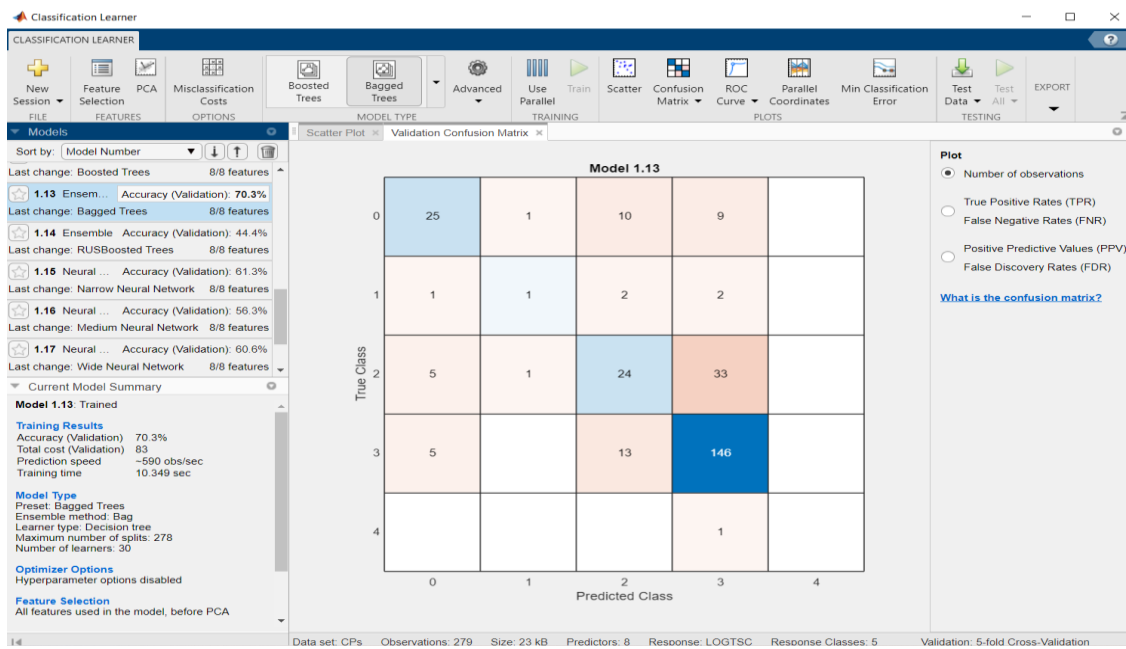 Classification Learner
CLASSIFICATION LEARNER
New Session
Feature Selection
PCA
Misclassification Costs
Boosted Trees
Bagged Trees
Advanced
Use Parallel
Train
Scatter
Confusion Matrix
ROC Curve
Parallel Coordinates
Min Classification Error
Test Data
Test All
EXPORT
FILE
FEATURES
OPTIONS
MODEL TYPE
TRAINING
PLOTS
TESTING
Models
Sort by: Model Number
Last change: Boosted Trees 8/8 features
1.13 Ensem... Accuracy (Validation): 70.3%
Last change: Bagged Trees 8/8 features
1.14 Ensemble Accuracy (Validation): 44.4%
Last change: RUSBoosted Trees 8/8 features
1.15 Neural ... Accuracy (Validation): 61.3%
Last change: Narrow Neural Network 8/8 features
1.16 Neural ... Accuracy (Validation): 56.3%
Last change: Medium Neural Network 8/8 features
1.17 Neural ... Accuracy (Validation): 60.6%
Last change: Wide Neural Network 8/8 features
Current Model Summary
Model 1.13: Trained
Training Results
Accuracy (Validation) 70.3%
Total cost (Validation) 83
Prediction speed ~590 obs/sec
Training time 10.349 sec
Model Type
Preset: Bagged Trees
Ensemble method: Bag
Learner type: Decision tree
Maximum number of splits: 278
Number of learners: 30
Optimizer Options
Hyperparameter options disabled
Feature Selection
All features used in the model, before PCA
Scatter Plot × Validation Confusion Matrix ×
Model 1.13
True Class
0 25 1 10 9
1 1 1 2 2
2 5 1 24 33
3 5 13 146
4 1
0 1 2 3 4
Predicted Class
Plot
Number of observations
True Positive Rates (TPR)
False Negative Rates (FNR)
Positive Predictive Values (PPV)
False Discovery Rates (FDR)
What is the confusion matrix?
Data set: CPs Observations: 279 Size: 23 kB Predictors: 8 Response: LOGTSC Response Classes: 5 Validation: 5-fold Cross-Validation